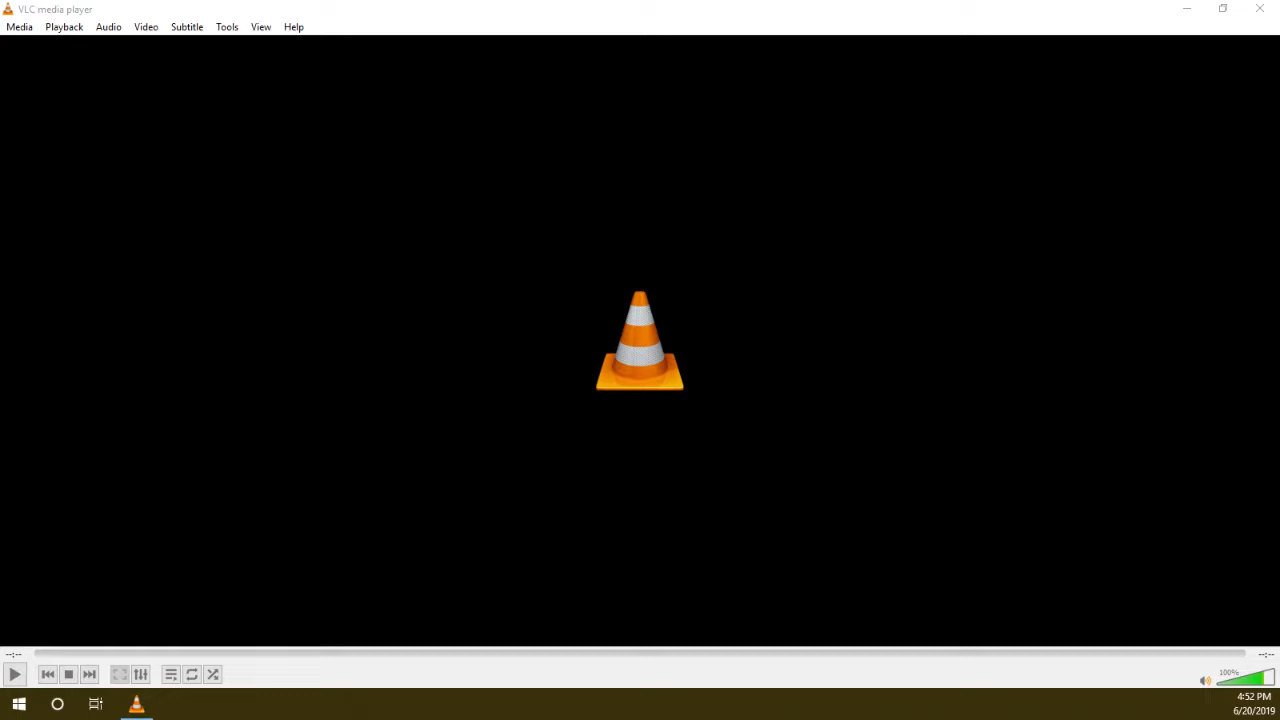 VLC media player
Media Playback Audio Video Subtitle Tools View Help
--:-- --:--
100%
4:52 PM
6/20/2019